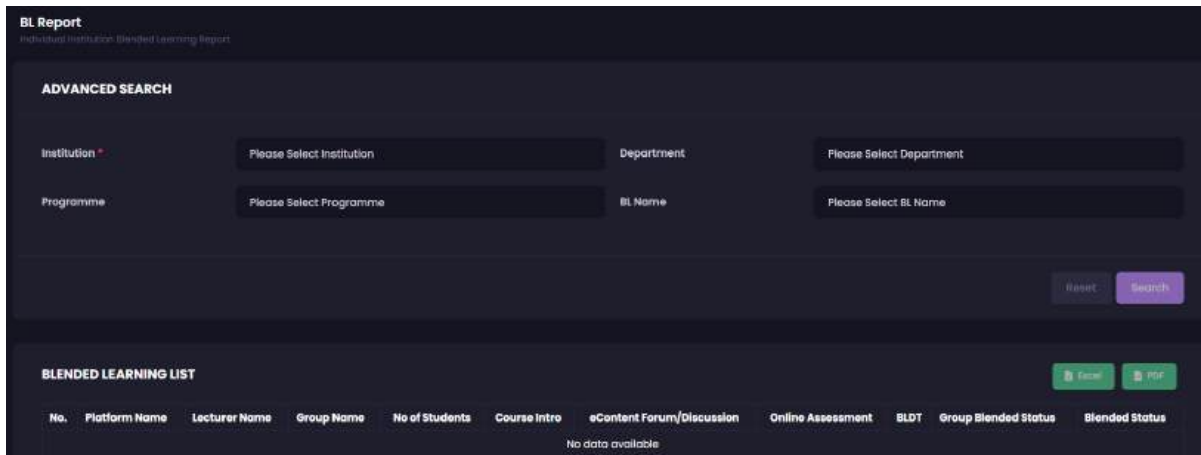 BL Report
Individual Institution Blended Learning Report
ADVANCED SEARCH
Institution * Please Select Institution Department Please Select Department
Programme Please Select Programme BL Name Please Select BL Name
Reset Search
BLENDED LEARNING LIST Excel PDF
No. Platform Name Lecturer Name Group Name No of Students Course Intro eContent Forum/Discussion Online Assessment BLDT Group Blended Status Blended Status
No data available